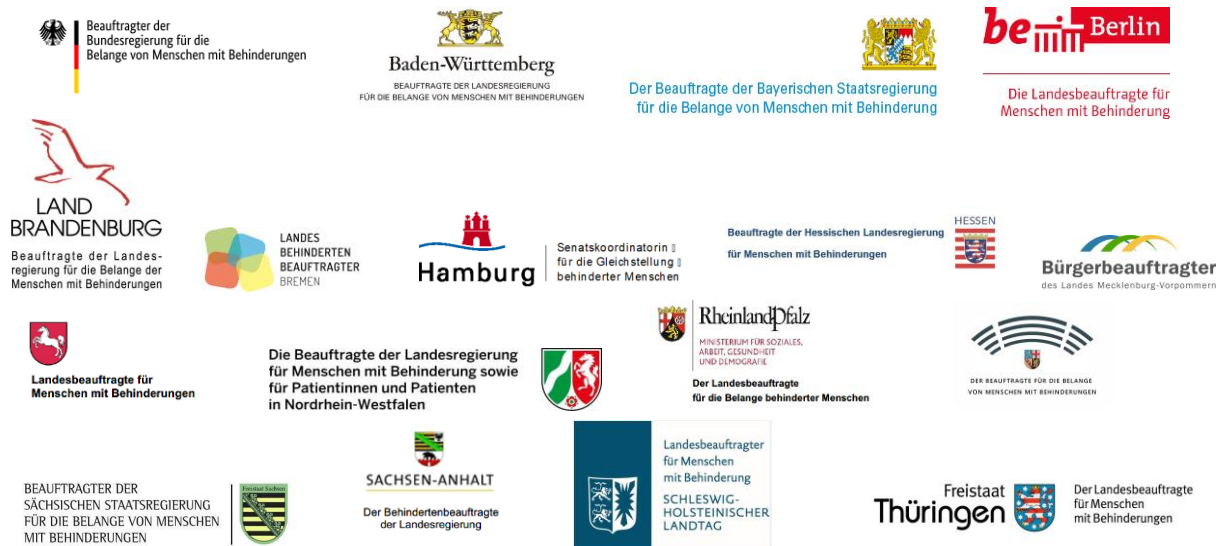 Beauftragter der
Bundesregierung für die
Belange von Menschen mit Behinderungen
Baden-Württemberg
BEAUFTRAGTE DER LANDESREGIERUNG
FÜR DIE BELANGE VON MENSCHEN MIT BEHINDERUNGEN
Der Beauftragte der Bayerischen Staatsregierung
für die Belange von Menschen mit Behinderung
be Berlin
Die Landesbeauftragte für
Menschen mit Behinderung
LAND
BRANDENBURG
Beauftragte der Landes-
regierung für die Belange der
Menschen mit Behinderungen
LANDES
BEHINDERTEN
BEAUFTRAGTER
BREMEN
Hamburg
Senatskoordinatorin
für die Gleichstellung
behinderter Menschen
Beauftragte der Hessischen Landesregierung
für Menschen mit Behinderungen
HESSEN
Bürgerbeauftragter
des Landes Mecklenburg-Vorpommern
Landesbeauftragte für
Menschen mit Behinderungen
Die Beauftragte der Landesregierung
für Menschen mit Behinderung sowie
für Patientinnen und Patienten
in Nordrhein-Westfalen
RheinlandPfalz
MINISTERIUM FÜR SOZIALES,
ARBEIT, GESUNDHEIT
UND DEMOGRAFIE
Der Landesbeauftragte
für die Belange behinderter Menschen
DER BEAUFTRAGTE FÜR DIE BELANGE
VON MENSCHEN MIT BEHINDERUNGEN
BEAUFTRAGTER DER
SÄCHSISCHEN STAATSREGIERUNG
FÜR DIE BELANGE VON MENSCHEN
MIT BEHINDERUNGEN
Freistaat Sachsen
SACHSEN-ANHALT
Der Behindertenbeauftragte
der Landesregierung
Landesbeauftragter
für Menschen
mit Behinderung
SCHLESWIG-
HOLSTEINISCHER
LANDTAG
Freistaat
Thüringen
Der Landesbeauftragte
für Menschen
mit Behinderungen